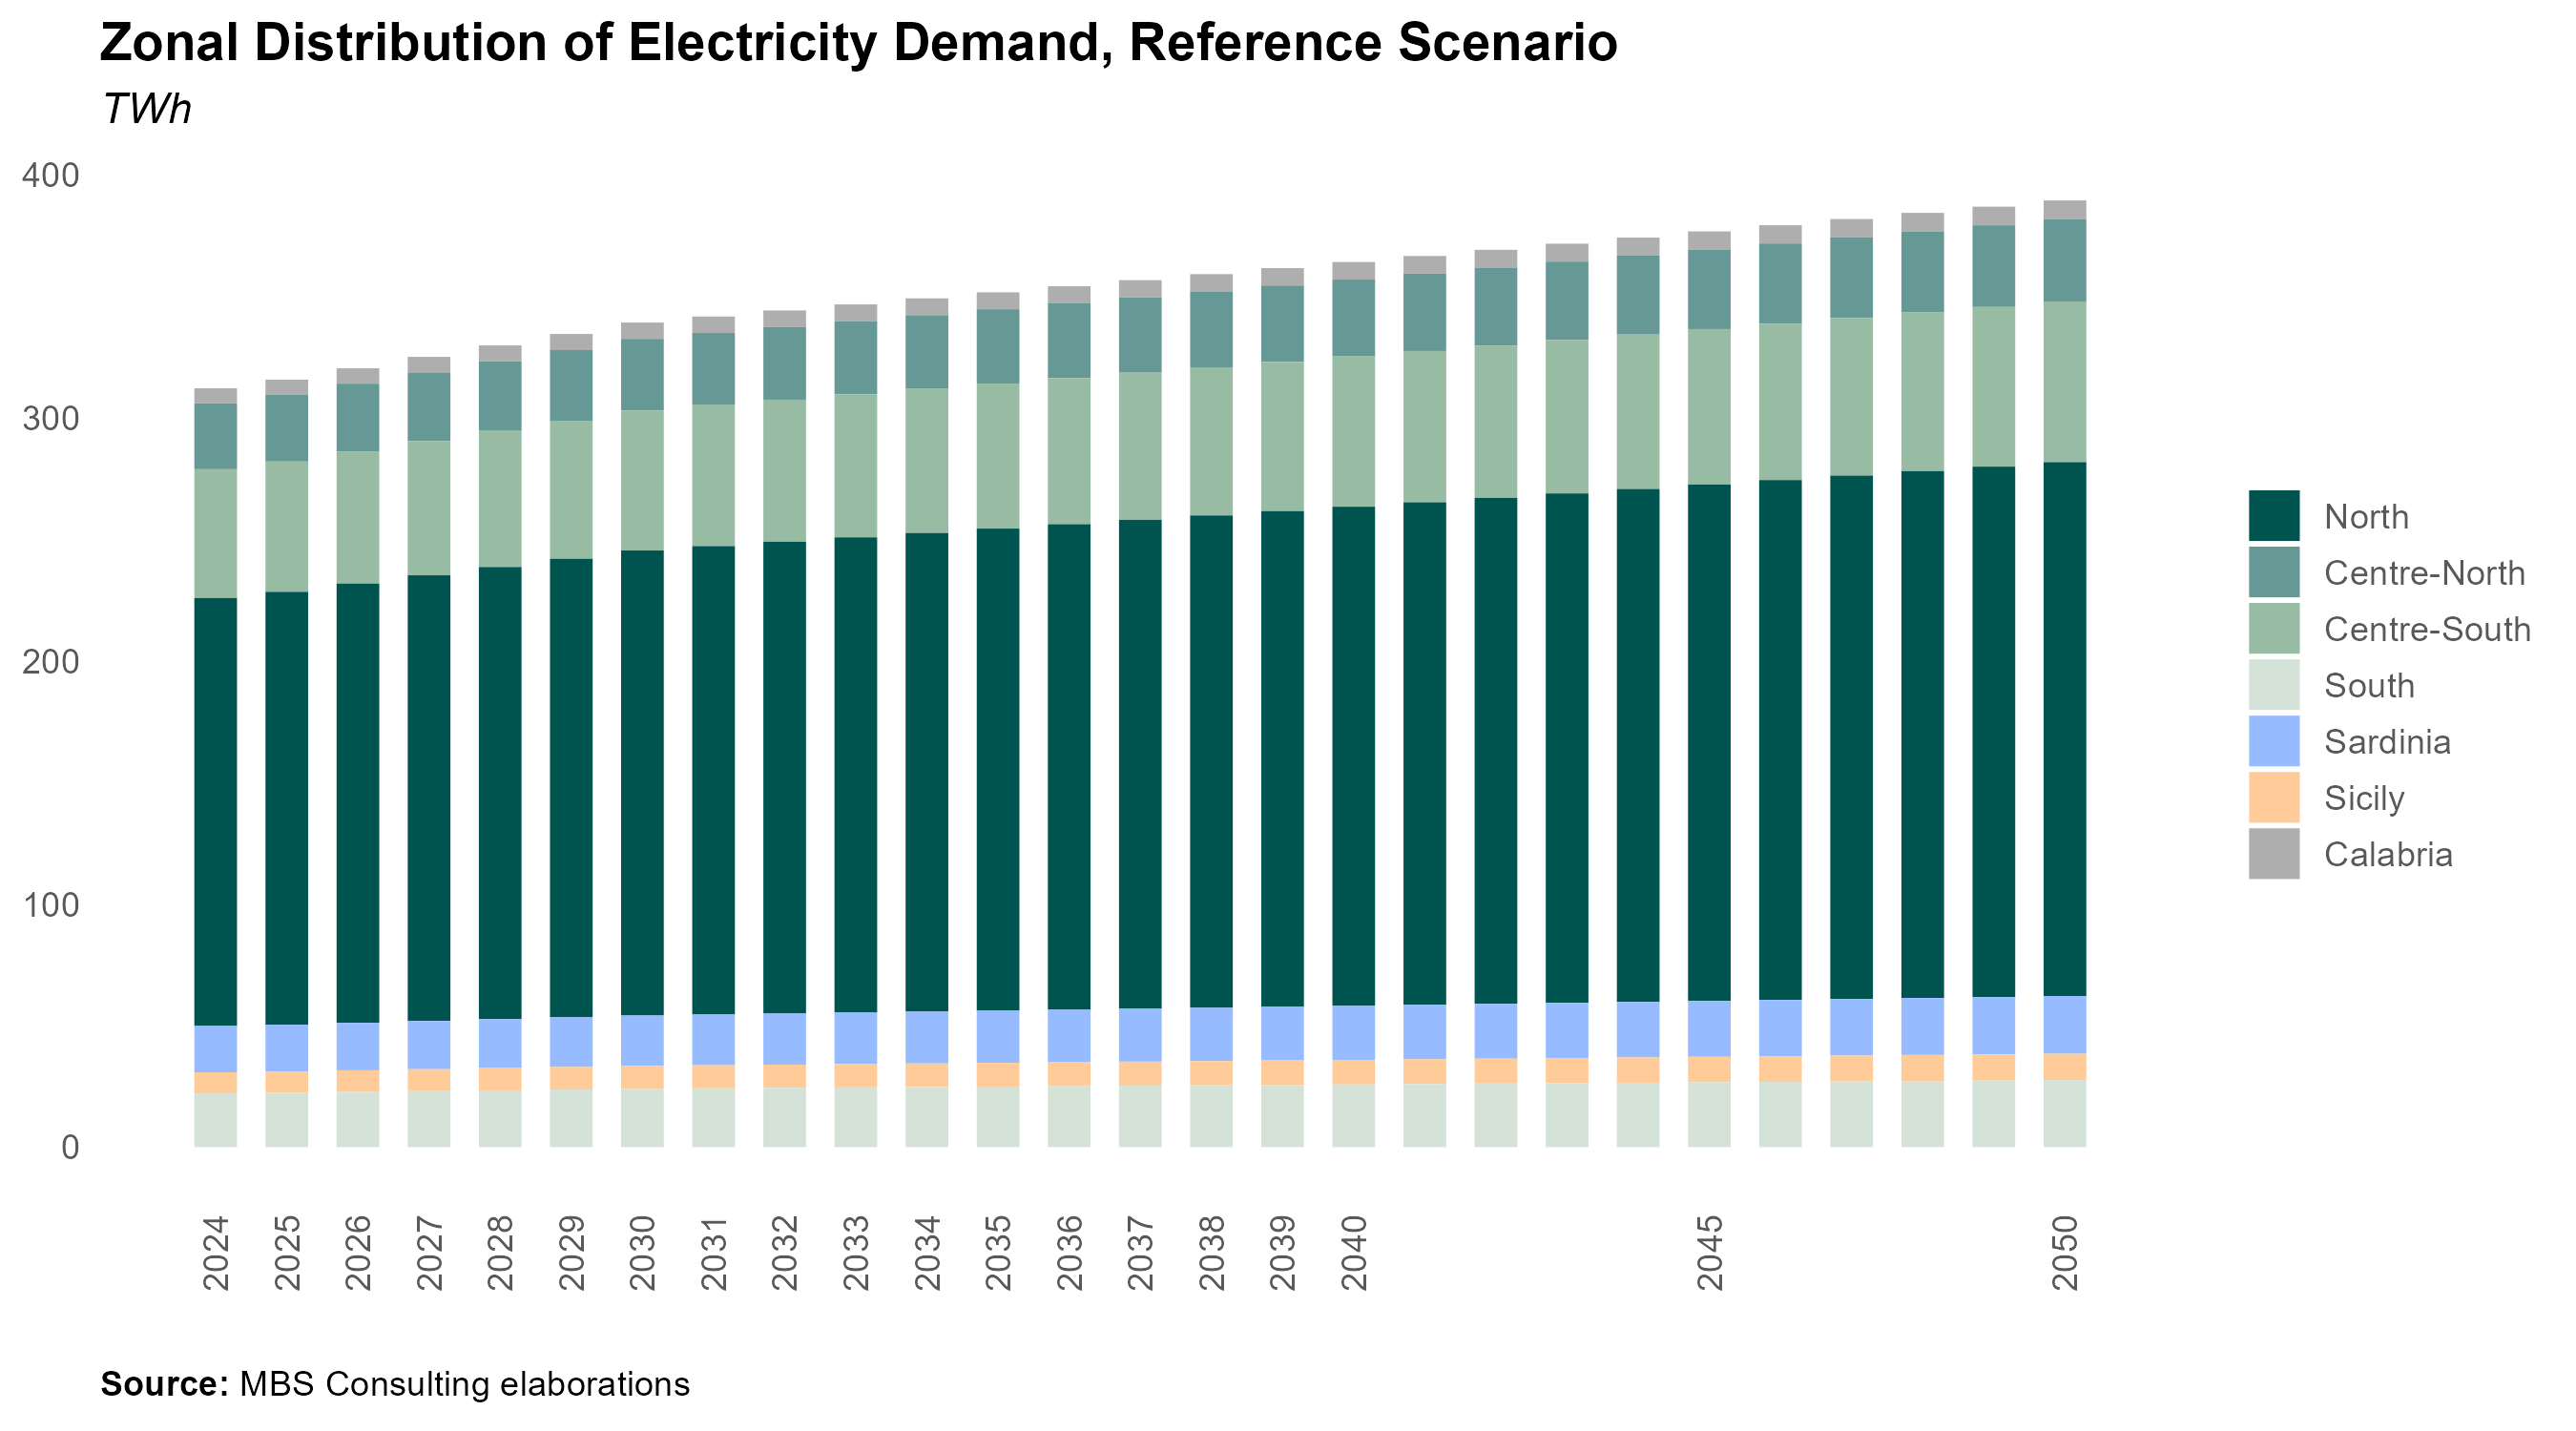 Zonal Distribution of Electricity Demand, Reference Scenario
TWh
400
300
200
100
0
2024
2025
2026
2027
2028
2029
2030
2031
2032
2033
2034
2035
2036
2037
2038
2039
2040
2045
2050
North
Centre-North
Centre-South
South
Sardinia
Sicily
Calabria
Source: MBS Consulting elaborations